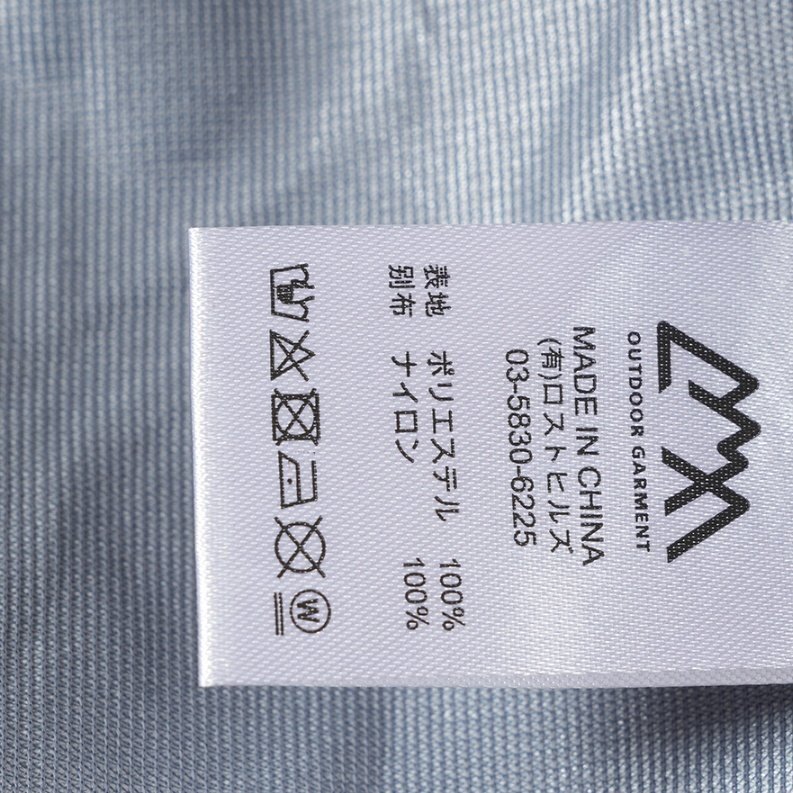 OUTDOOR GARMENT
MADE IN CHINA
(有)ロストヒルズ
03-5830-6225
表地 ポリエステル 100%
別布 ナイロン 100%
W